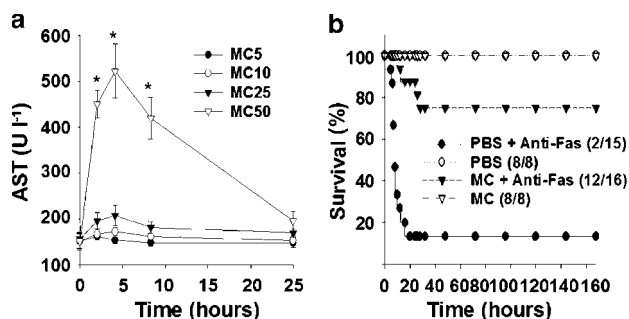 a
AST (U l-1)
600
500
400
300
200
100
*
*
*
MC5
MC10
MC25
MC50
0
5
10
15
20
25
Time (hours)
b
Survival (%)
100
80
60
40
20
PBS + Anti-Fas (2/15)
PBS (8/8)
MC + Anti-Fas (12/16)
MC (8/8)
0 20 40 60 80 100 120 140 160
Time (hours)